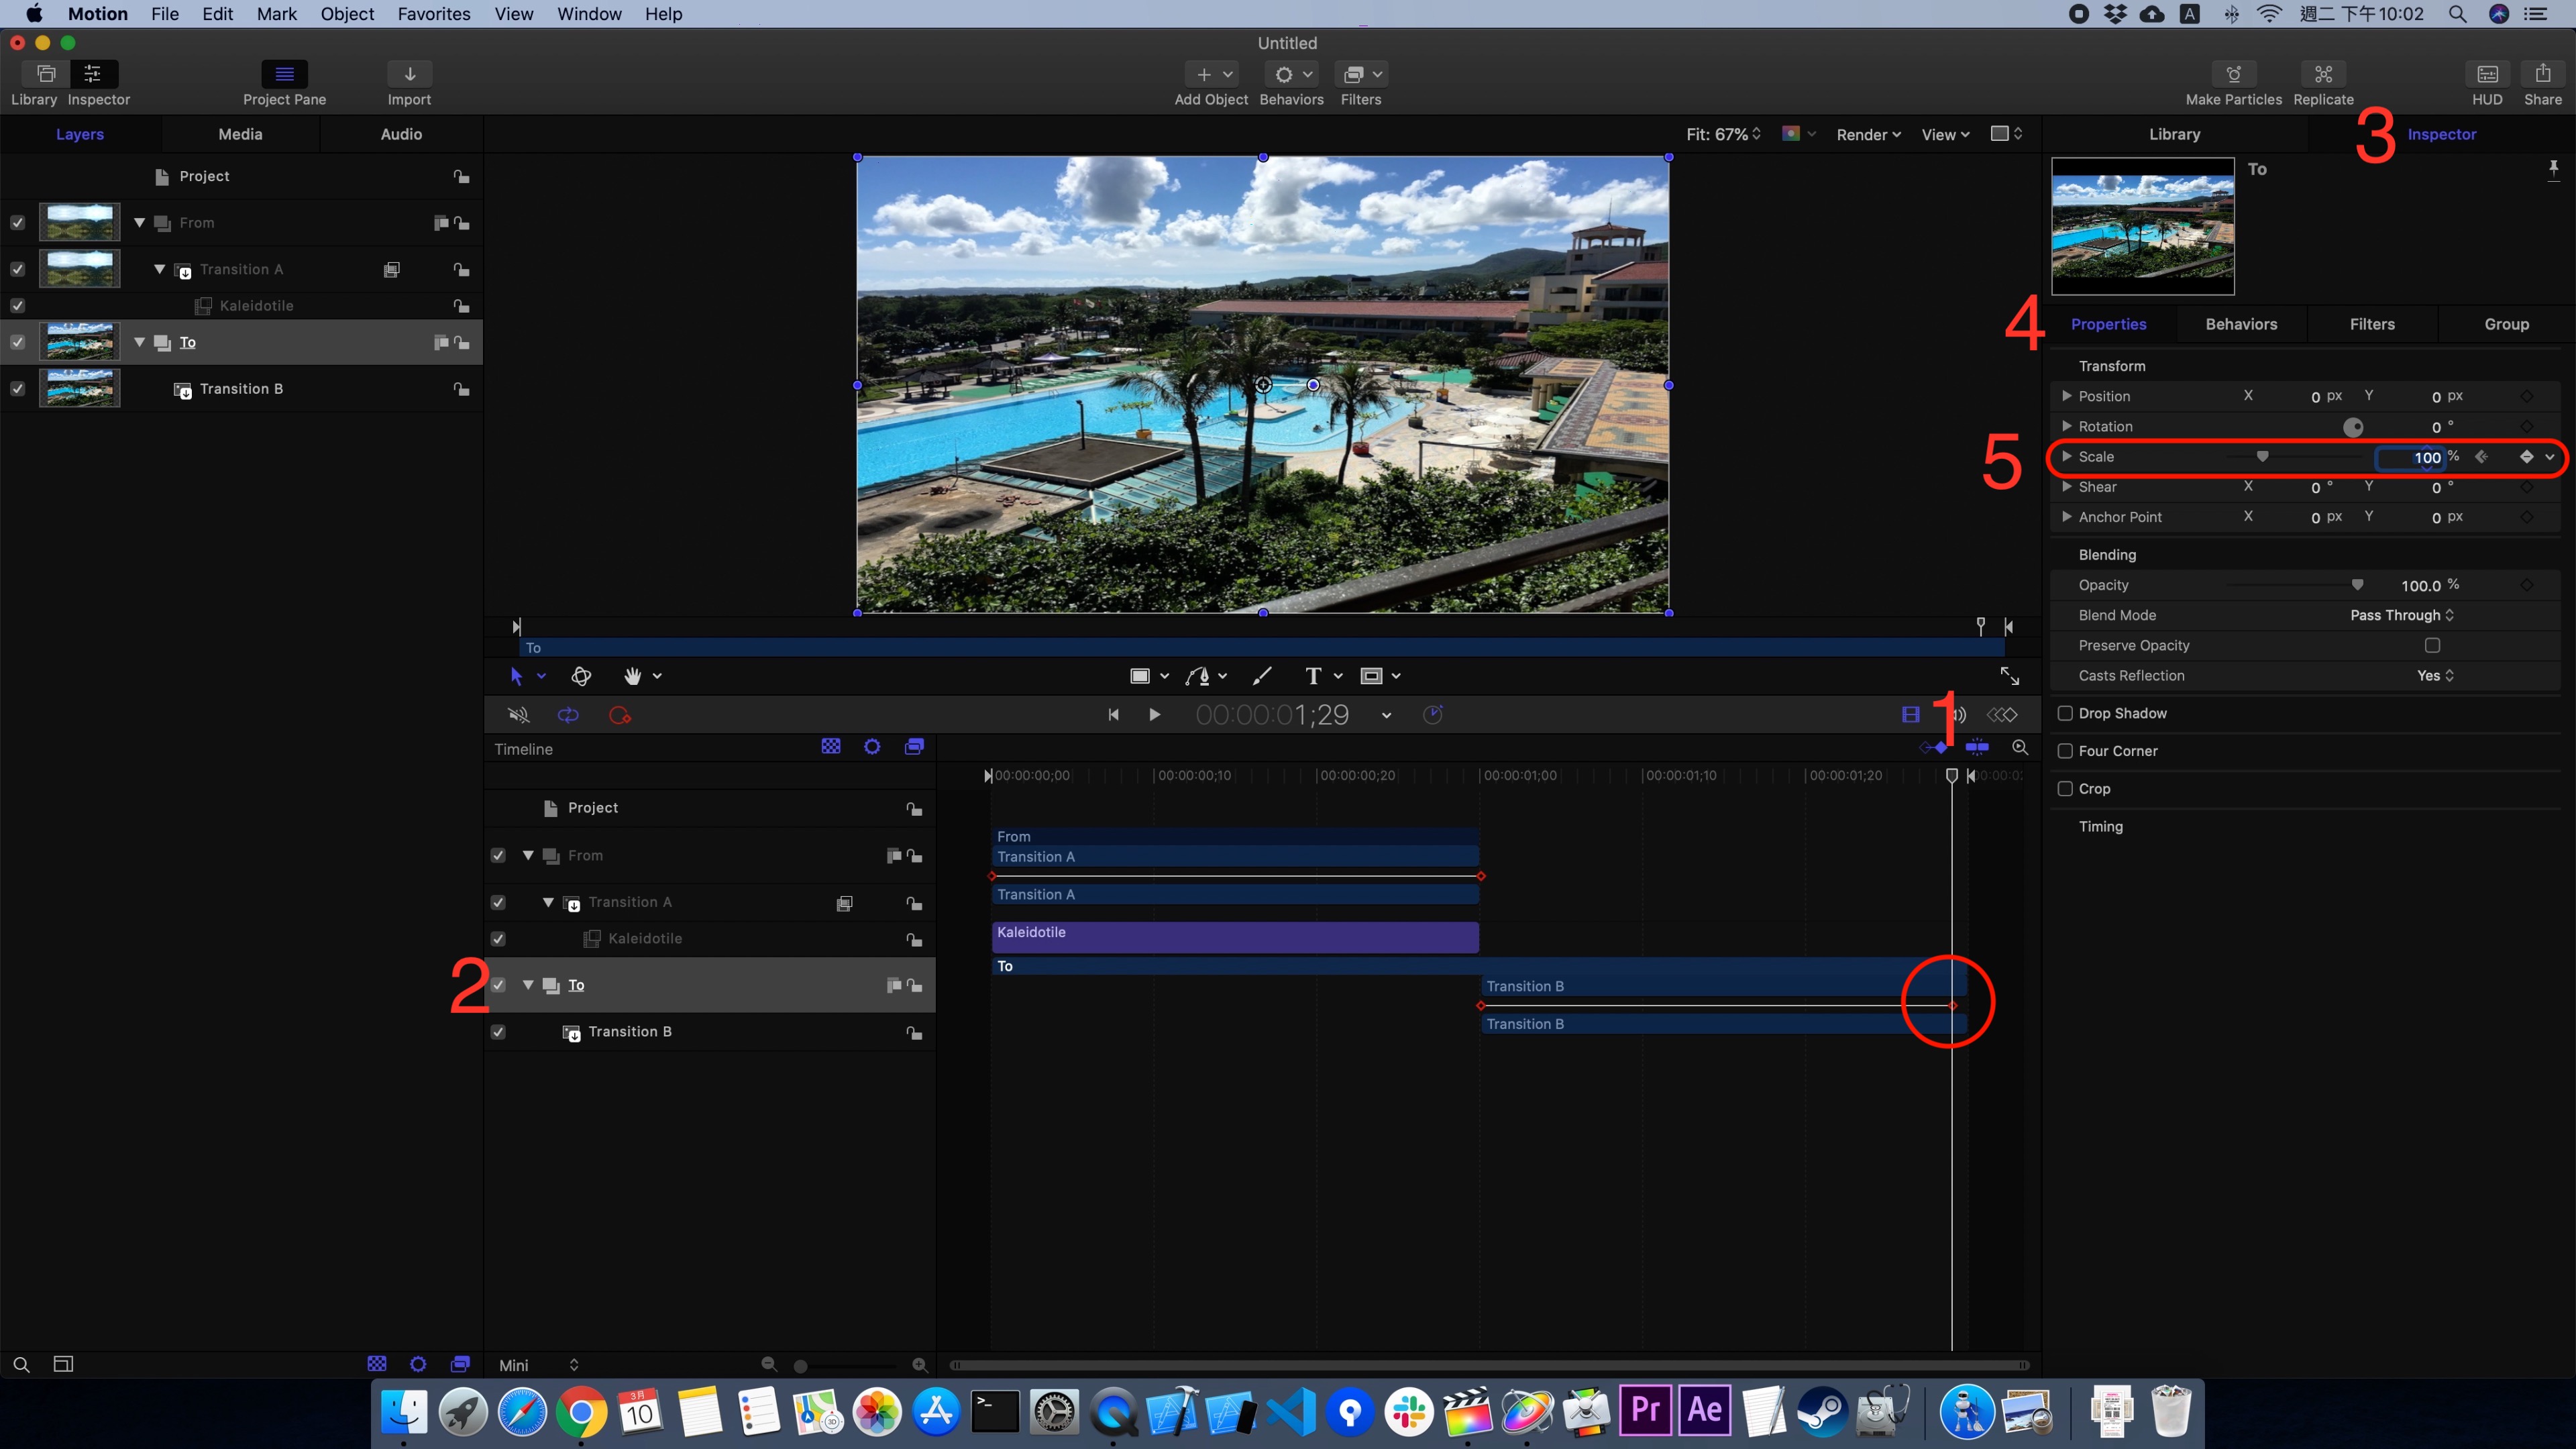 Motion File Edit Mark Object Favorites View Window Help
A 週二 下午10:02
Untitled
Library Inspector Project Pane Import Add Object Behaviors Filters Make Particles Replicate HUD Share
Layers Media Audio
Fit: 67% Render View
Library 3 Inspector
Project
To
From
Transition A
Kaleidotile
To
Transition B
4 Properties Behaviors Filters Group
Transform
Position X 0 px Y 0 px
Rotation 0 °
5 Scale 100 %
Shear X 0 ° Y 0 °
Anchor Point X 0 px Y 0 px
Blending
Opacity 100.0 %
Blend Mode Pass Through
Preserve Opacity
Casts Reflection Yes
Drop Shadow
Four Corner
Crop
Timing
To
T
00:00:01;29
1
Timeline
00:00:00;00 00:00:00;10 00:00:00;20 00:00:01;00 00:00:01;10 00:00:01;20
Project
From
From
Transition A
Transition A
Transition A
Kaleidotile
Kaleidotile
2 To
To
Transition B
Transition B
Transition B
Mini
3月
10
3D
>_
Pr
Ae